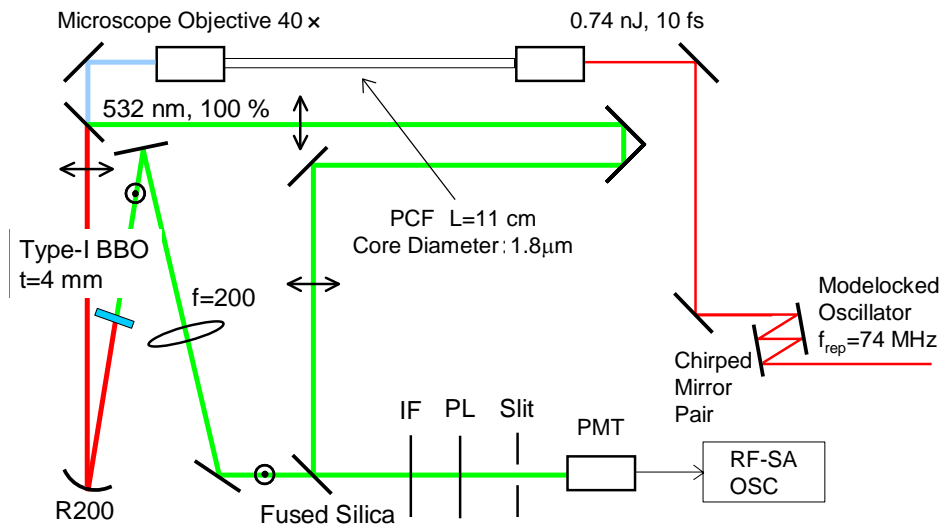 Microscope Objective 40×
0.74 nJ, 10 fs
532 nm, 100 %
PCF L=11 cm
Core Diameter:1.8μm
Type-I BBO
t=4 mm
f=200
Modelocked
Oscillator
f_rep=74 MHz
Chirped
Mirror
Pair
IF
PL
Slit
PMT
RF-SA
OSC
R200
Fused Silica